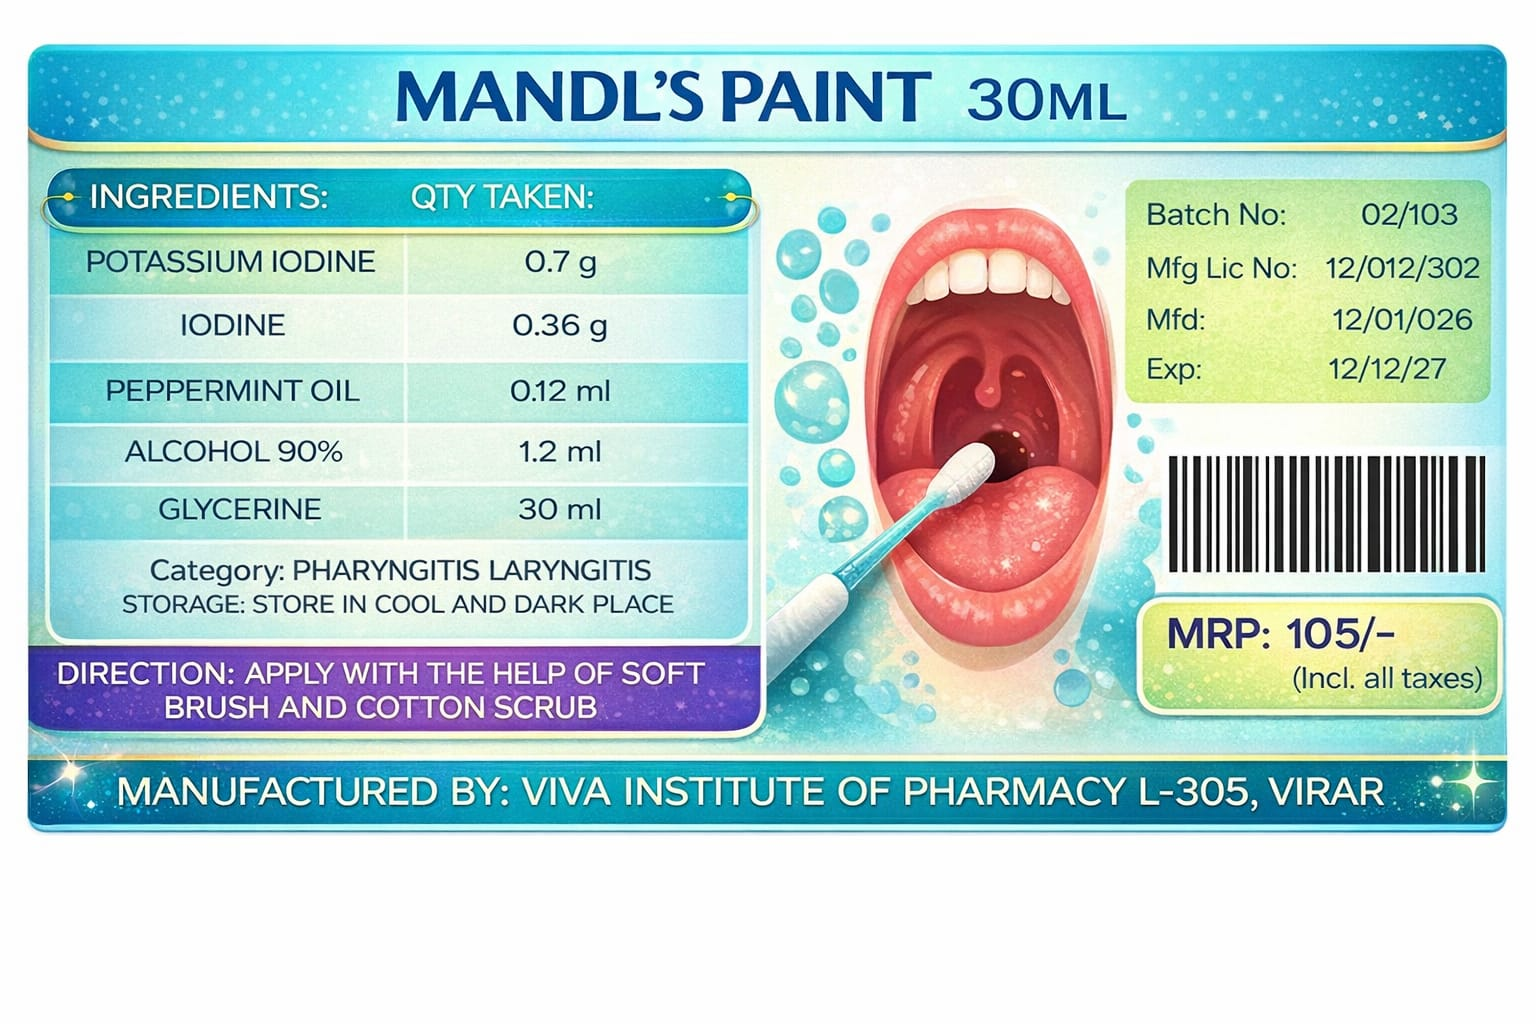 MANDL'S PAINT 30ML
INGREDIENTS: QTY TAKEN:
POTASSIUM IODINE 0.7 g
IODINE 0.36 g
PEPPERMINT OIL 0.12 ml
ALCOHOL 90% 1.2 ml
GLYCERINE 30 ml
Category: PHARYNGITIS LARYNGITIS
STORAGE: STORE IN COOL AND DARK PLACE
DIRECTION: APPLY WITH THE HELP OF SOFT
BRUSH AND COTTON SCRUB
Batch No: 02/103
Mfg Lic No: 12/012/302
Mfd: 12/01/026
Exp: 12/12/27
MRP: 105/-
(Incl. all taxes)
MANUFACTURED BY: VIVA INSTITUTE OF PHARMACY L-305, VIRAR